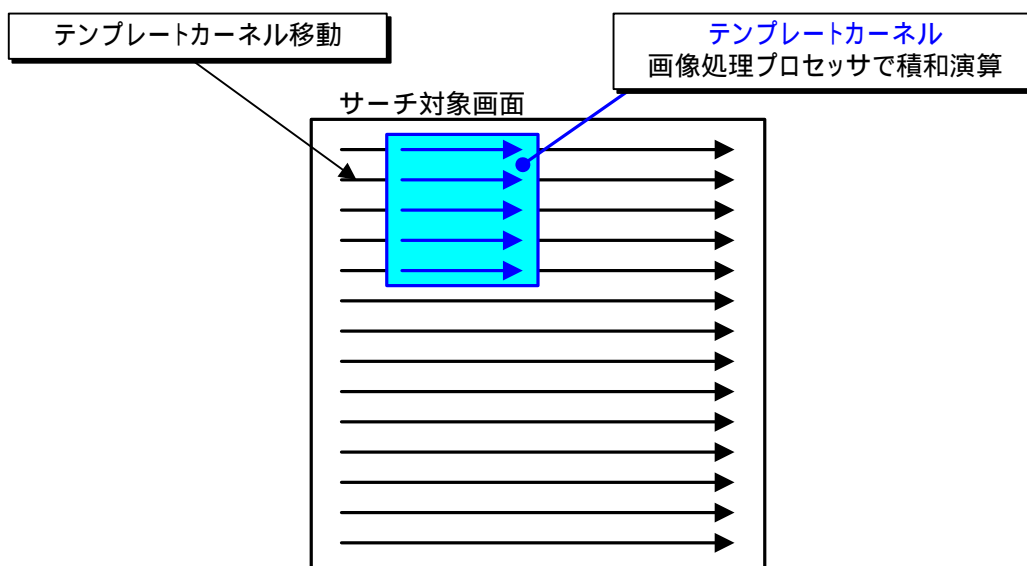 テンプレートカーネル移動
テンプレートカーネル
画像処理プロセッサで積和演算
サーチ対象画面